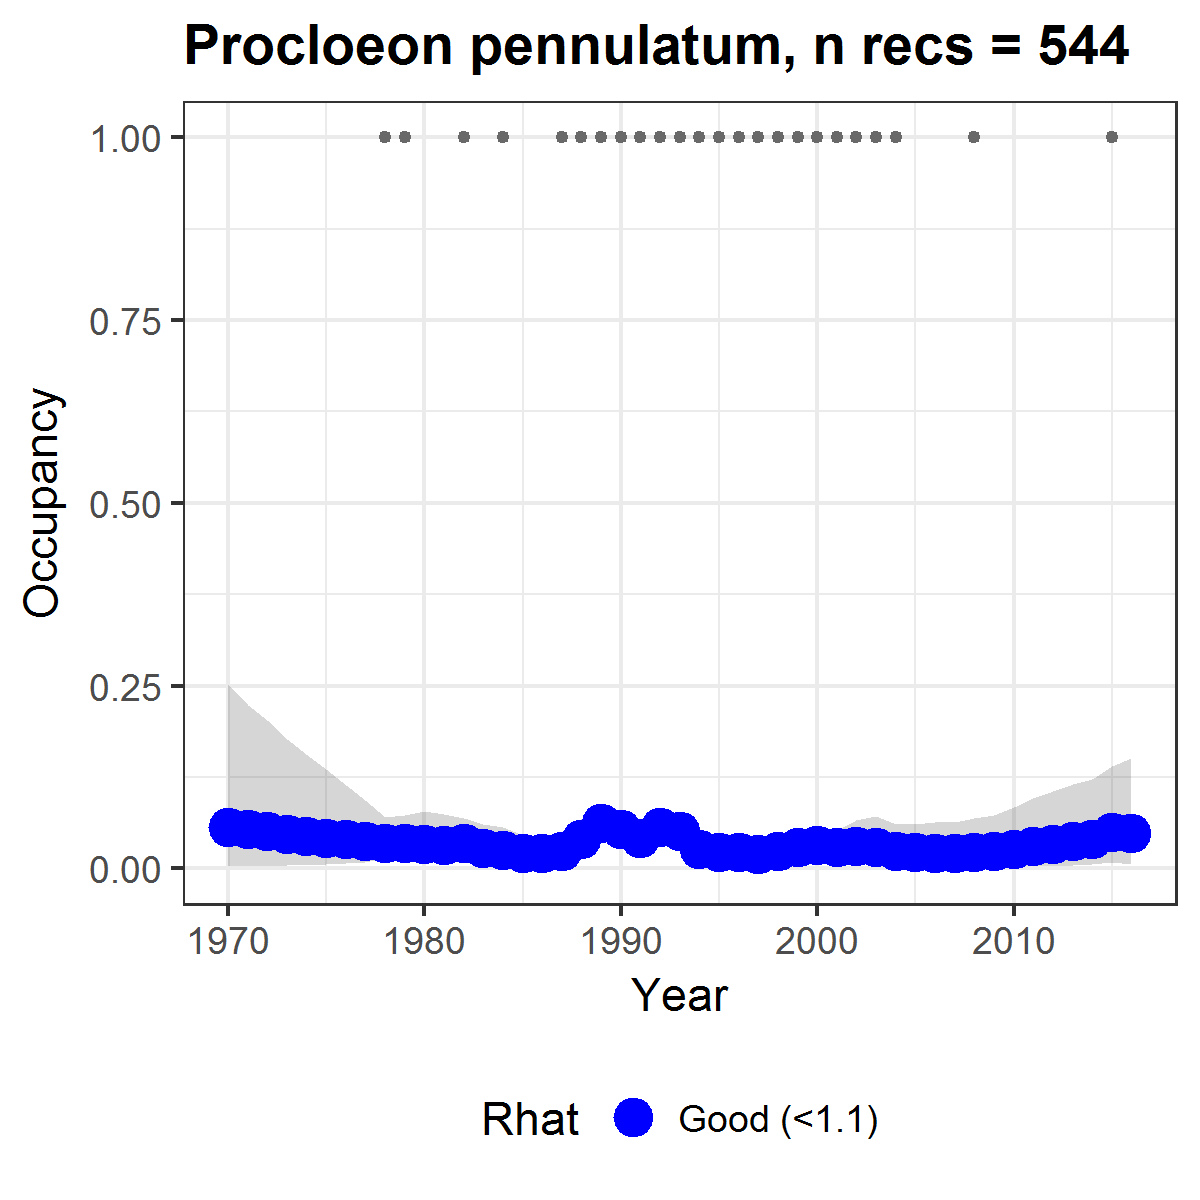 Procloeon pennulatum, n recs = 544
1.00
0.75
0.50
0.25
0.00
Occupancy
1970 1980 1990 2000 2010
Year
Rhat Good (<1.1)